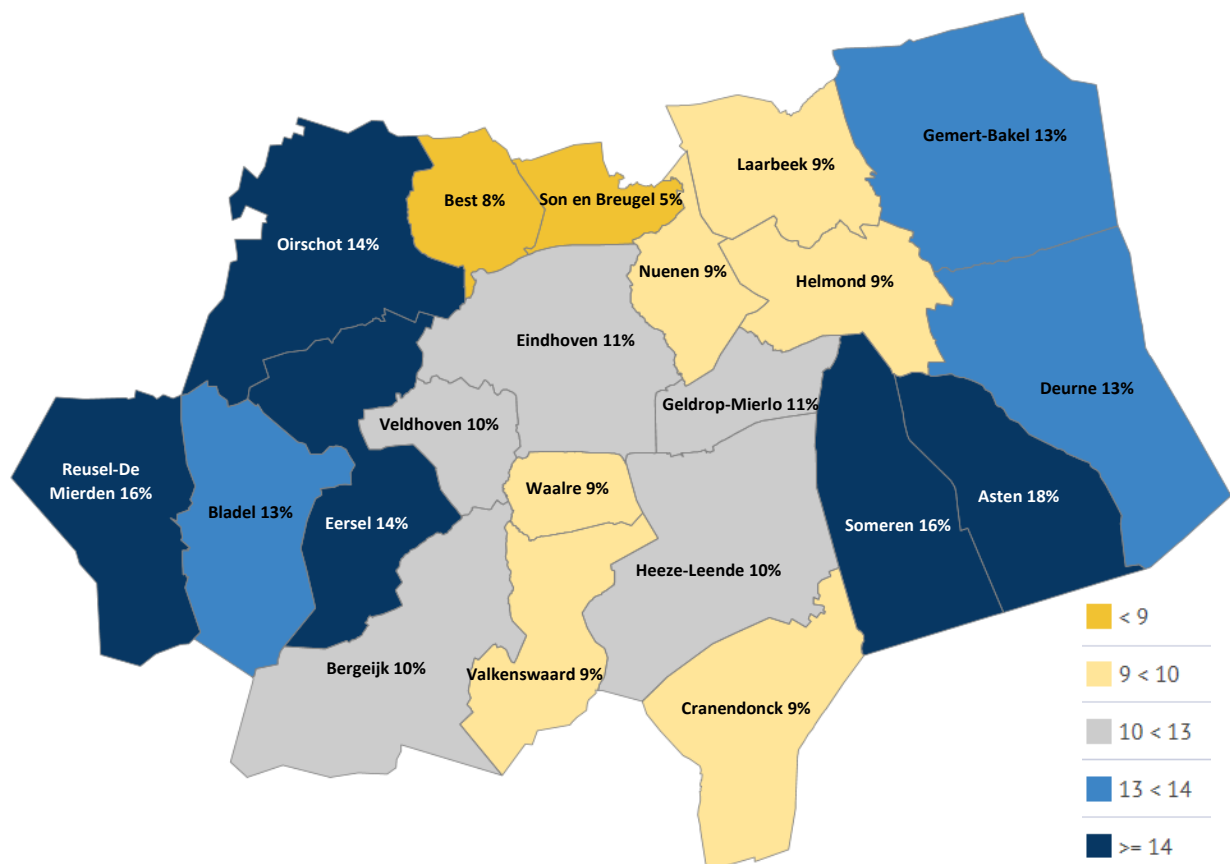 Gemert-Bakel 13%
Laarbeek 9%
Best 8%
Son en Breugel 5%
Oirschot 14%
Nuenen 9%
Helmond 9%
Eindhoven 11%
Deurne 13%
Geldrop-Mierlo 11%
Veldhoven 10%
Reusel-De
Mierden 16%
Waalre 9%
Asten 18%
Bladel 13%
Eersel 14%
Someren 16%
Heeze-Leende 10%
Bergeijk 10%
Valkenswaard 9%
Cranendonck 9%
< 9
9 < 10
10 < 13
13 < 14
>= 14